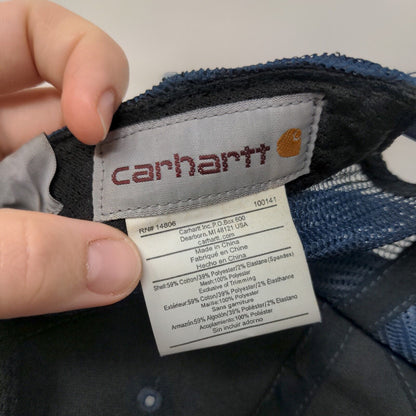 carhartt
RN# 14806 100141
Carhartt Inc, P.O. Box 600
Dearborn, MI 48121 USA
carhartt.com
Made in China
Fabriqué en China
Hecho en China
Shell:59% Cotton/39% Polyester/2% Elastane (Spandex)
Mesh:100% Polyester
Exclusive of Trimming
Extérieur:59% Coton/39% Polyester/2% Élasthanne
Maille:100% Polyester
Sans garniture
Armazón:59% Algodón/39% Poliéster/2% Elastano
Acoplamiento:100% Poliéster
Sin incluir adorno